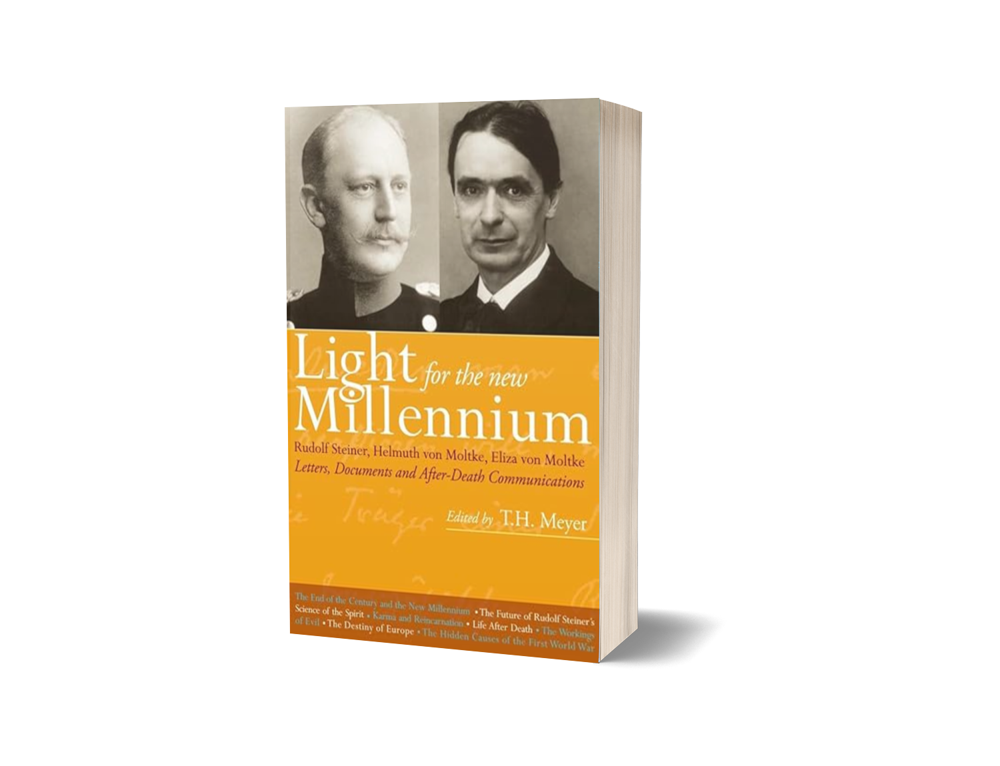 Light for the new
Millennium
Rudolf Steiner, Helmuth von Moltke, Eliza von Moltke
Letters, Documents and After-Death Communications
Träger
Edited by T.H. Meyer
The End of the Century and the New Millennium • The Future of Rudolf Steiner's
Science of the Spirit • Karma and Reincarnation • Life After Death • The Workings
of Evil • The Destiny of Europe • The Hidden Causes of the First World War